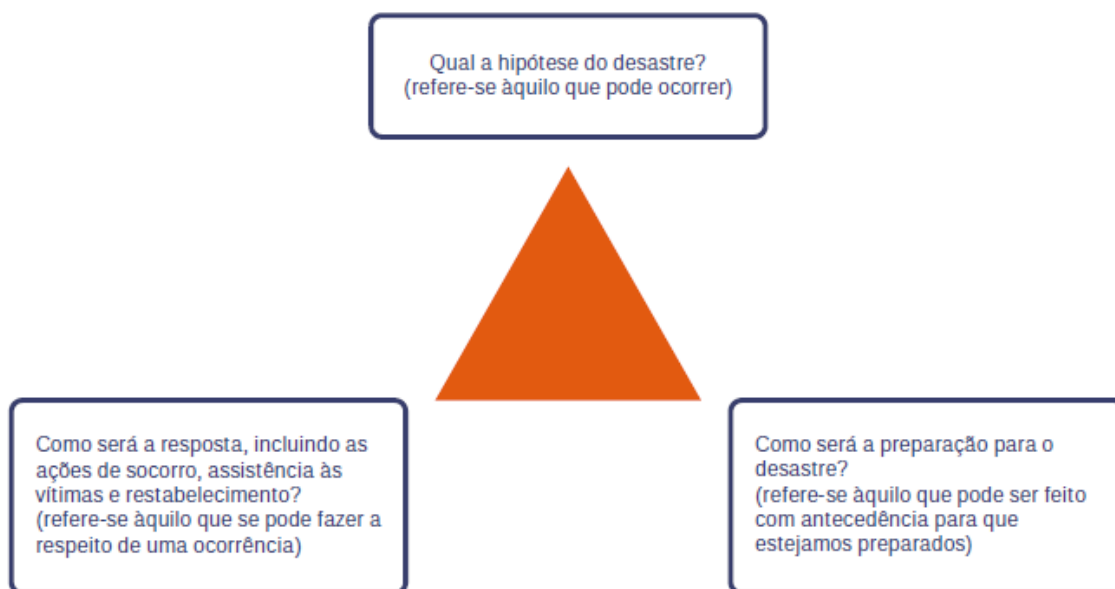 Qual a hipótese do desastre?
(refere-se àquilo que pode ocorrer)
Como será a resposta, incluindo as
ações de socorro, assistência às
vítimas e restabelecimento?
(refere-se àquilo que se pode fazer a
respeito de uma ocorrência)
Como será a preparação para o
desastre?
(refere-se àquilo que pode ser feito
com antecedência para que
estejamos preparados)